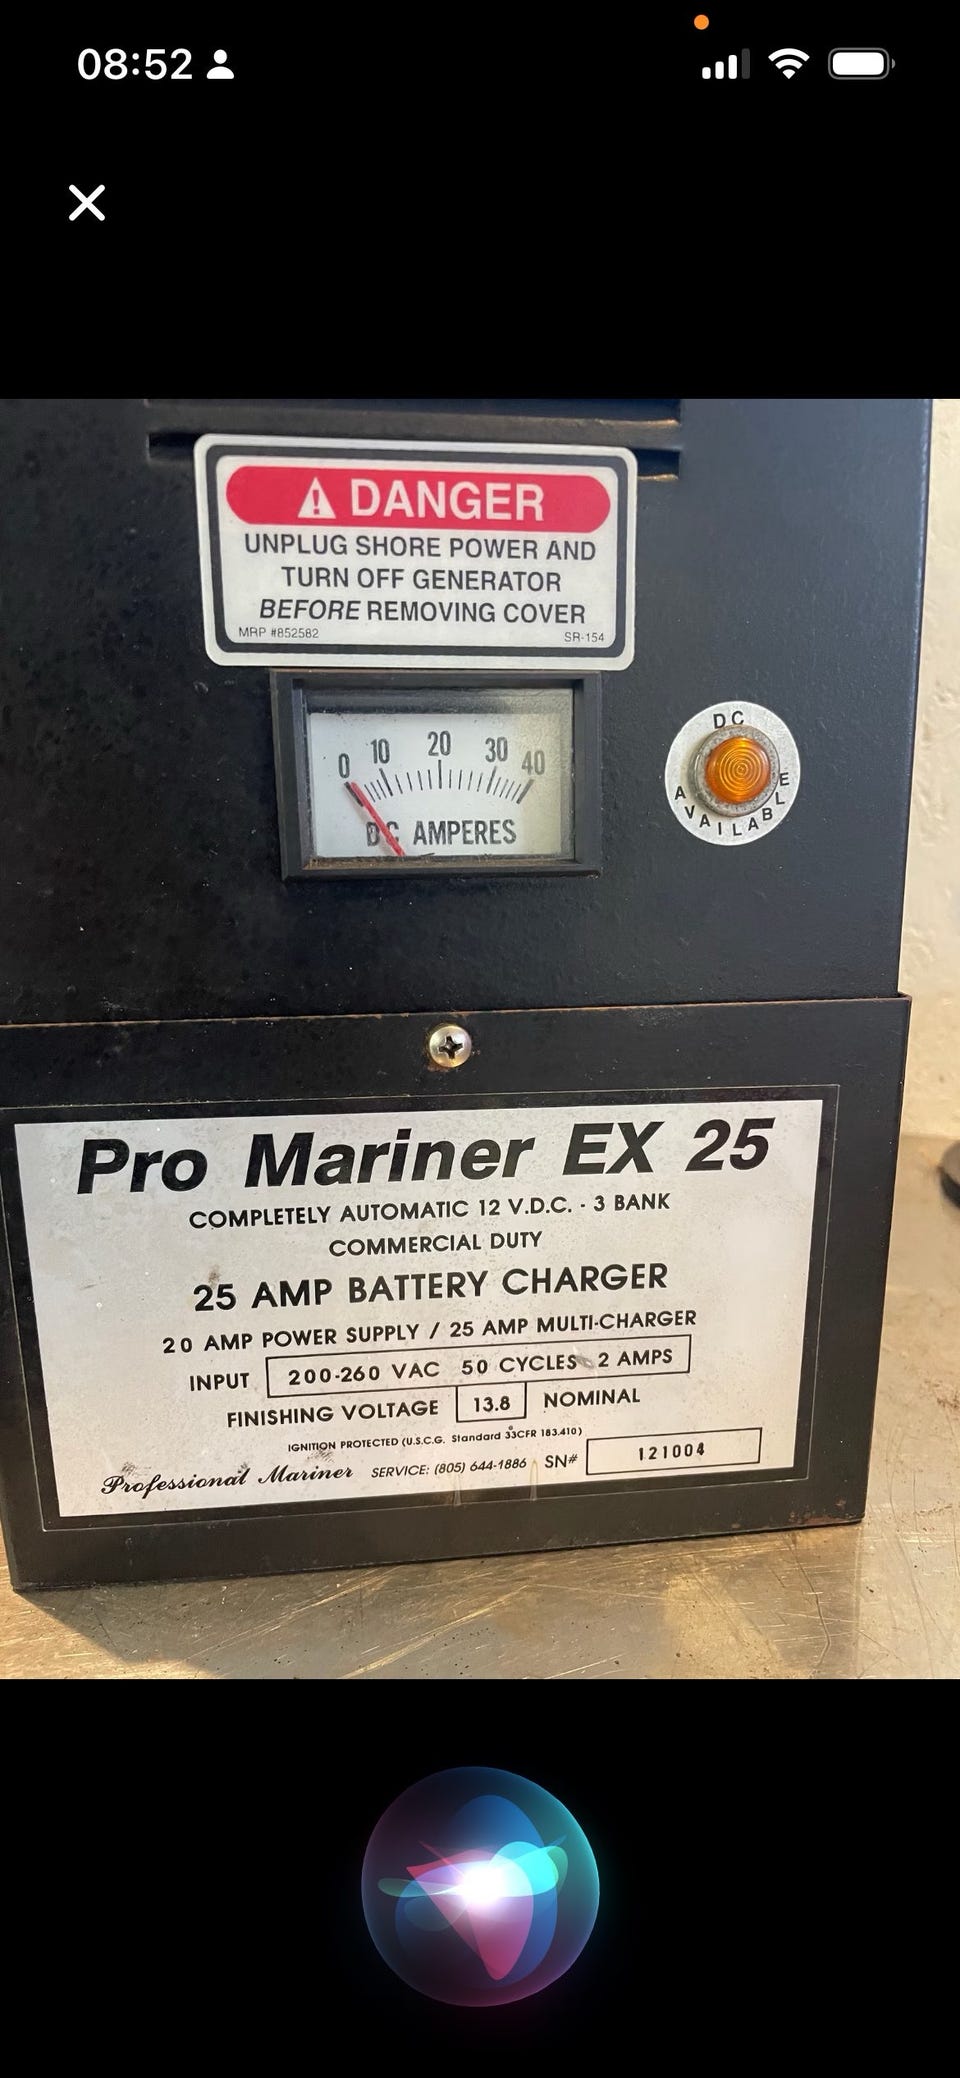 08:52
DANGER
UNPLUG SHORE POWER AND
TURN OFF GENERATOR
BEFORE REMOVING COVER
MRP #852582 SR-154
0 10 20 30 40
DC AMPERES
DC
AVAILABLE
Pro Mariner EX 25
COMPLETELY AUTOMATIC 12 V.D.C. - 3 BANK
COMMERCIAL DUTY
25 AMP BATTERY CHARGER
20 AMP POWER SUPPLY / 25 AMP MULTI-CHARGER
INPUT 200-260 VAC 50 CYCLES 2 AMPS
FINISHING VOLTAGE 13.8 NOMINAL
IGNITION PROTECTED (U.S.C.G. Standard 33CFR 183.410)
Professional Mariner SERVICE: (805) 644-1886 SN# 121004